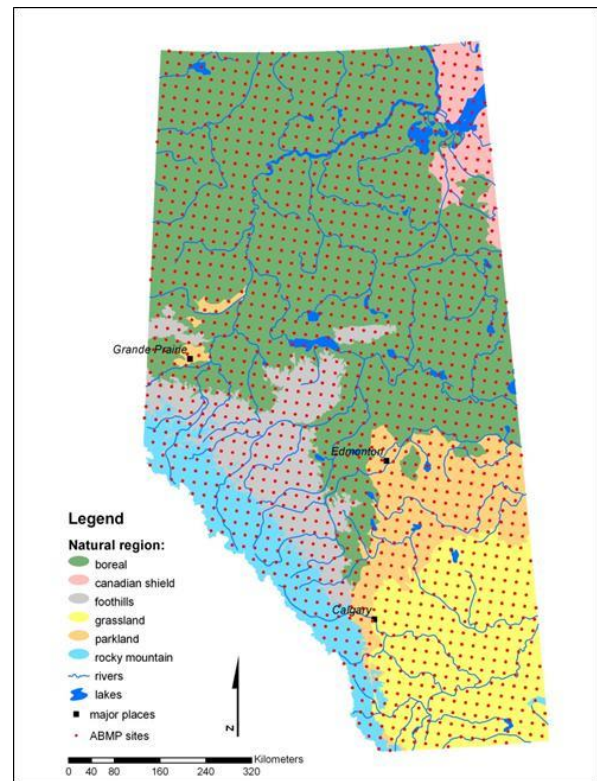 Grande Prairie
Edmonton
Calgary
Legend
Natural region:
boreal
canadian shield
foothills
grassland
parkland
rocky mountain
rivers
lakes
major places
ABMP sites
N
Kilometers
0 40 80 160 240 320